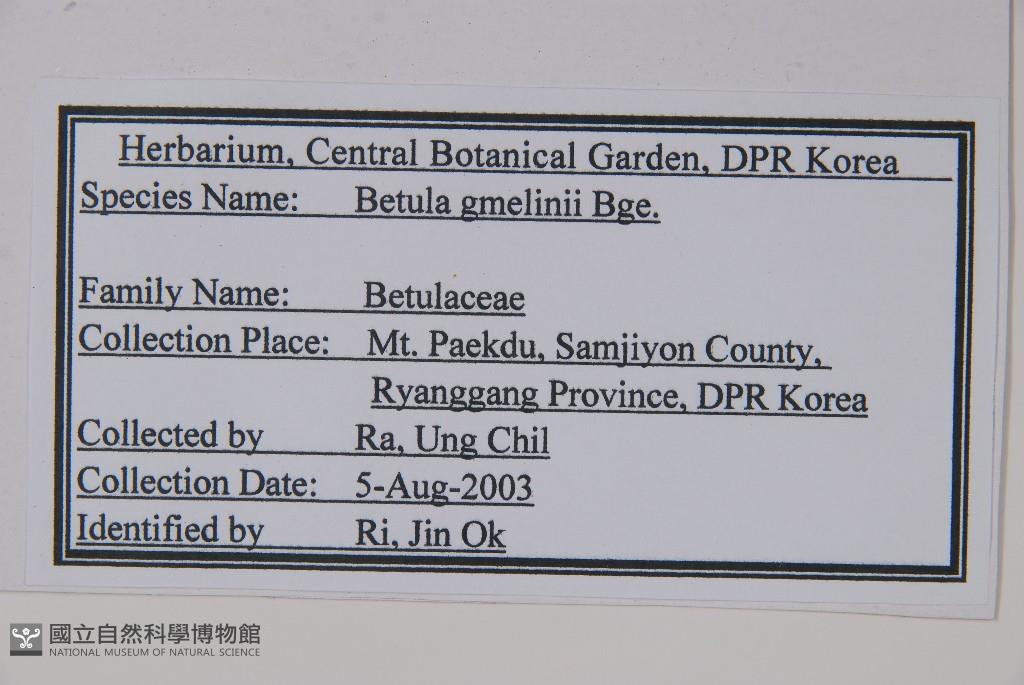 Herbarium, Central Botanical Garden, DPR Korea
Species Name: Betula gmelinii Bge.
Family Name: Betulaceae
Collection Place: Mt. Paekdu, Samjiyon County,
Ryanggang Province, DPR Korea
Collected by Ra, Ung Chil
Collection Date: 5-Aug-2003
Identified by Ri, Jin Ok
國立自然科學博物館
NATIONAL MUSEUM OF NATURAL SCIENCE